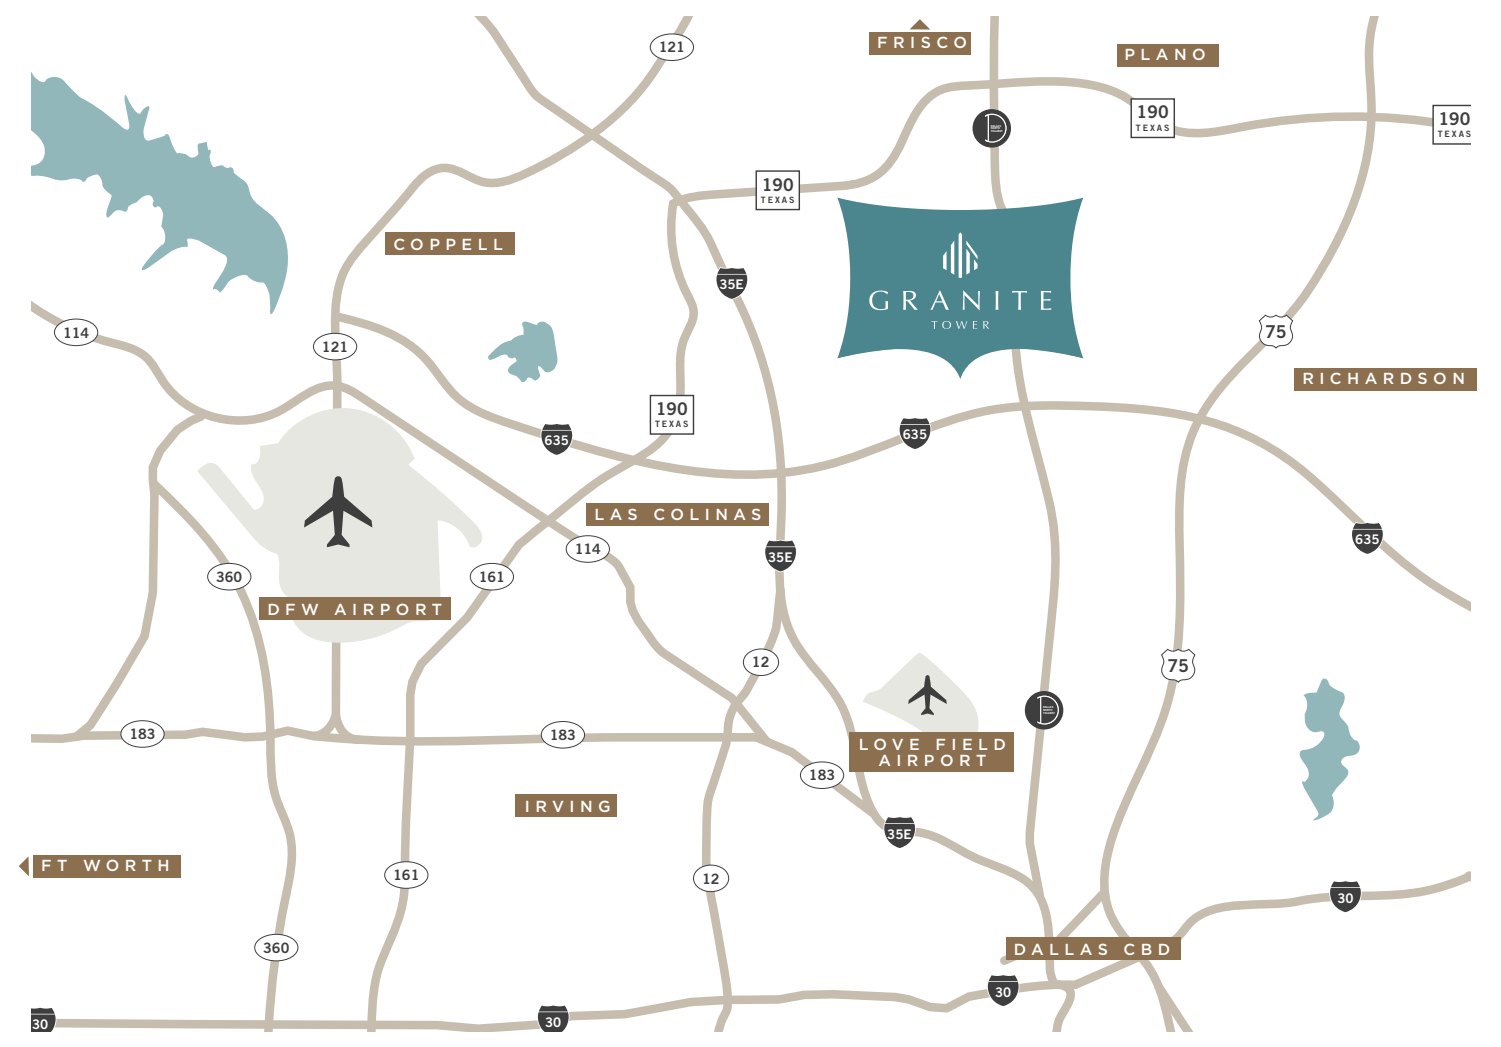 FRISCO
121
PLANO
190
TEXAS
190
TEXAS
190
TEXAS
COPPELL
35E
GRANITE
TOWER
114
121
75
RICHARDSON
190
TEXAS
635
635
LAS COLINAS
635
114
35E
360
161
DFW AIRPORT
12
75
183
183
LOVE FIELD
AIRPORT
183
IRVING
35E
FT WORTH
161
12
30
360
DALLAS CBD
30
30
30